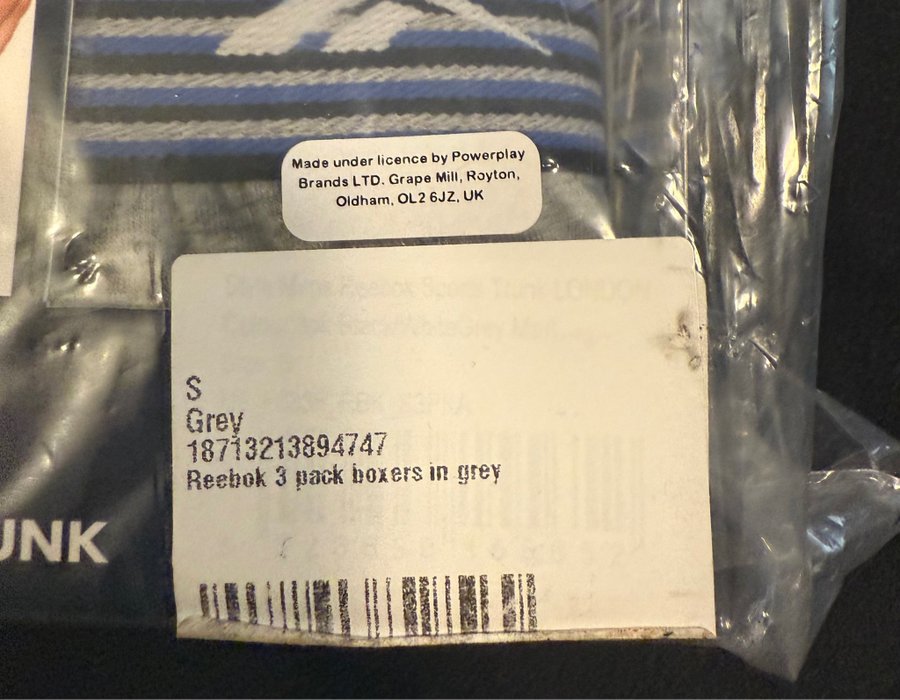 Made under licence by Powerplay
Brands LTD. Grape Mill, Royton,
Oldham, OL2 6JZ, UK
S
Grey
18713213894747
Reebok 3 pack boxers in grey
UNK